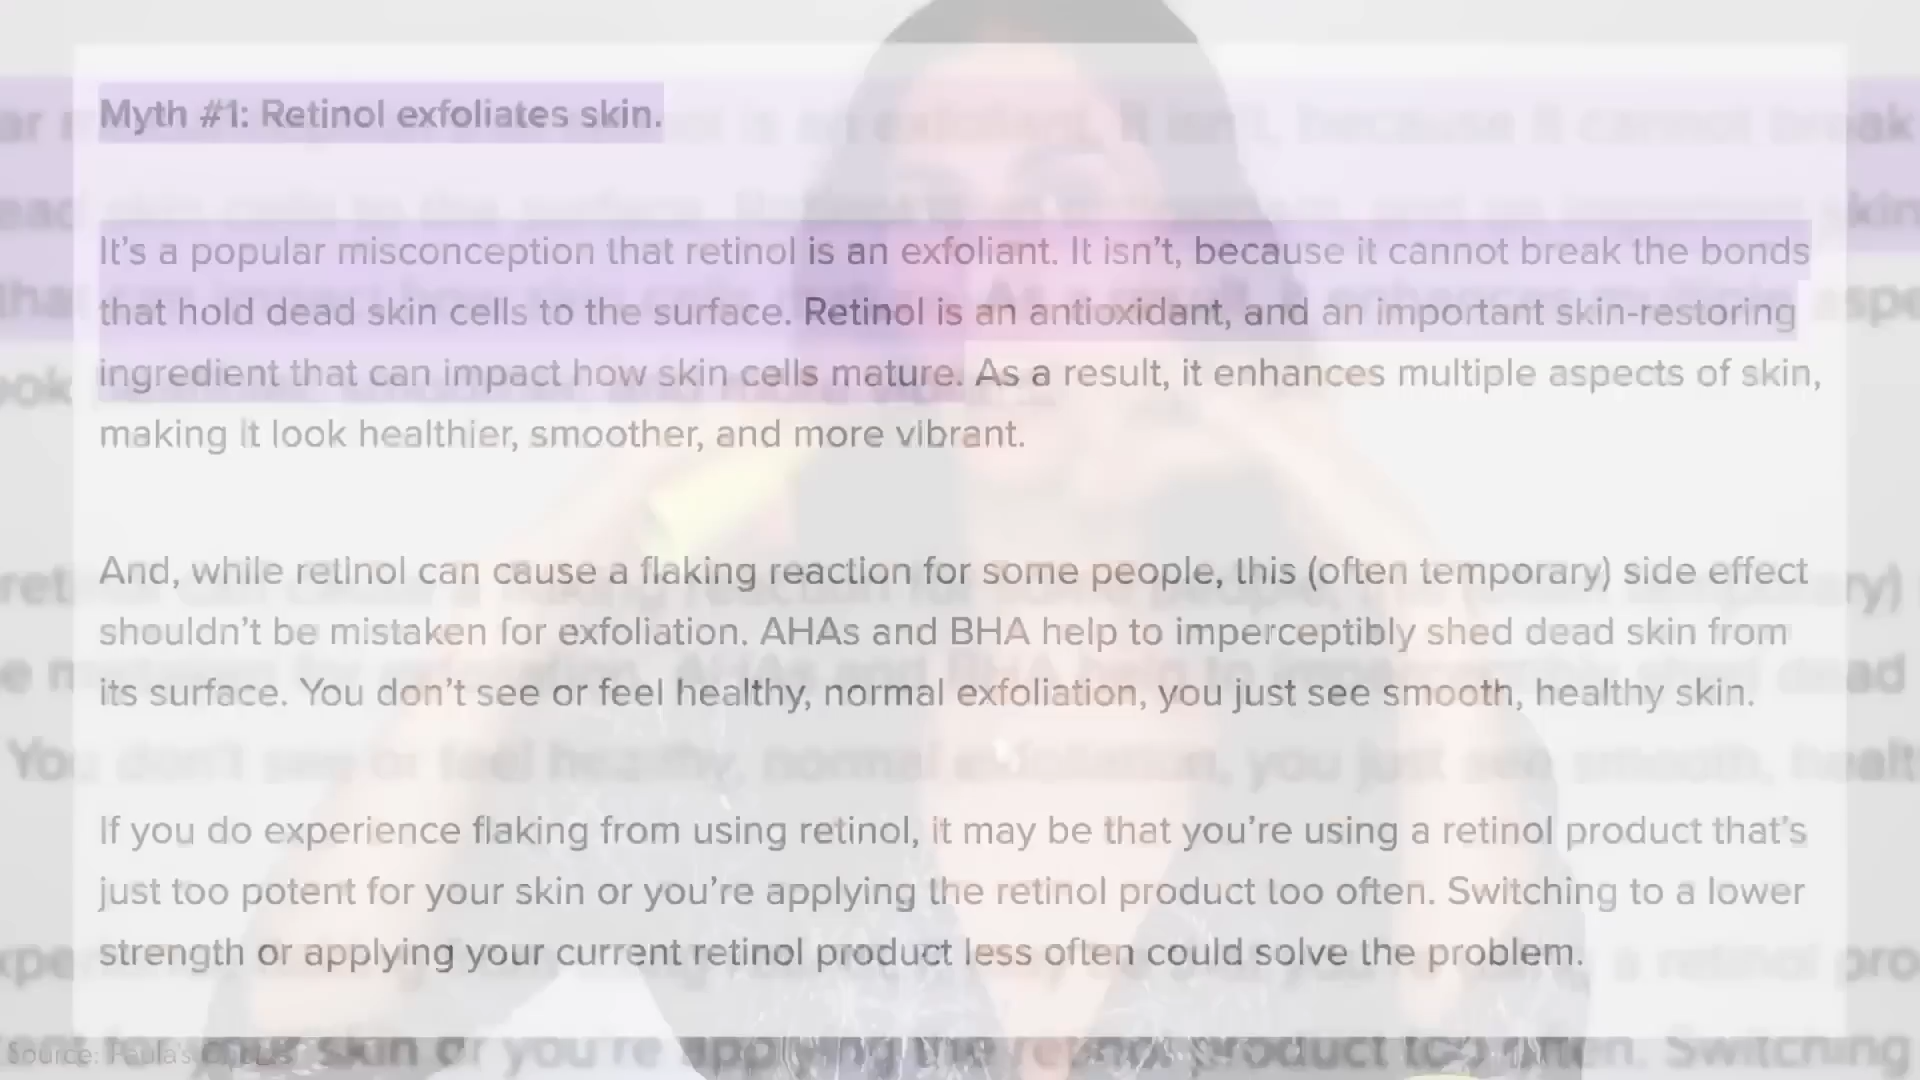 Myth #1: Retinol exfoliates skin.
It's a popular misconception that retinol is an exfoliant. It isn't, because it cannot break the bonds
that hold dead skin cells to the surface. Retinol is an antioxidant, and an important skin-restoring
ingredient that can impact how skin cells mature. As a result, it enhances multiple aspects of skin,
making it look healthier, smoother, and more vibrant.
And, while retinol can cause a flaking reaction for some people, this (often temporary) side effect
shouldn't be mistaken for exfoliation. AHAs and BHA help to imperceptibly shed dead skin from
its surface. You don't see or feel healthy, normal exfoliation, you just see smooth, healthy skin.
If you do experience flaking from using retinol, it may be that you're using a retinol product that's
just too potent for your skin or you're applying the retinol product too often. Switching to a lower
strength or applying your current retinol product less often could solve the problem.
Source: Paula's